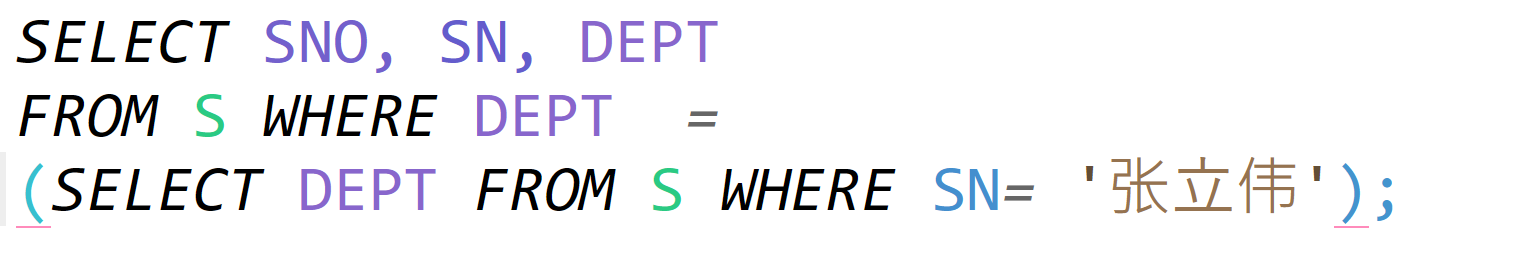 SELECT SNO, SN, DEPT
FROM S WHERE DEPT  =
(SELECT DEPT FROM S WHERE SN= '张立伟');